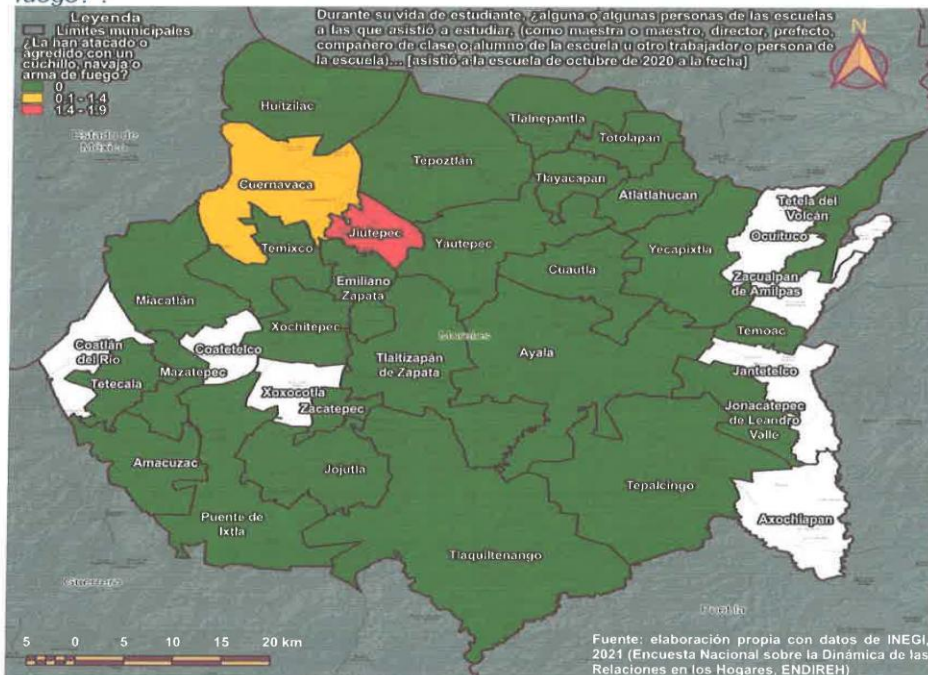 fuego?".
Leyenda
Límites municipales
¿La han atacado o
agredido con un
cuchillo, navaja o
arma de fuego?
0
0.1 - 1.4
1.4 - 1.9
Durante su vida de estudiante, ¿alguna o algunas personas de las escuelas
a las que asistió a estudiar, (como maestra o maestro, director, prefecto,
compañero de clase o alumno de la escuela u otro trabajador o persona de
la escuela)... [asistió a la escuela de octubre de 2020 a la fecha]
N
Estado de
México
Huitzilac
Tlalnepantla
Totolapan
Tepoztlán
Tlayacapan
Atlatlahucan
Cuernavaca
Tetela del
Volcán
Ocuituco
Jiutepec
Temixco
Yautepec
Yecapixtla
Cuautla
Emiliano
Zapata
Zacualpan
de Amilpas
Miacatlán
Xochitepec
Morelos
Temoac
Coatlán
del Río
Coatetelco
Tlaltizapán
de Zapata
Ayala
Jantetelco
Mazatepec
Tetecala
Xoxocotla
Zacatepec
Jonacatepec
de Leandro
Valle
Amacuzac
Jojutla
Tepalcingo
Puente de
Ixtla
Axochiapan
Tlaquiltenango
Guerrero
Puebla
5 0 5 10 15 20 km
Fuente: elaboración propia con datos de INEGI,
2021 (Encuesta Nacional sobre la Dinámica de las
Relaciones en los Hogares, ENDIREH)